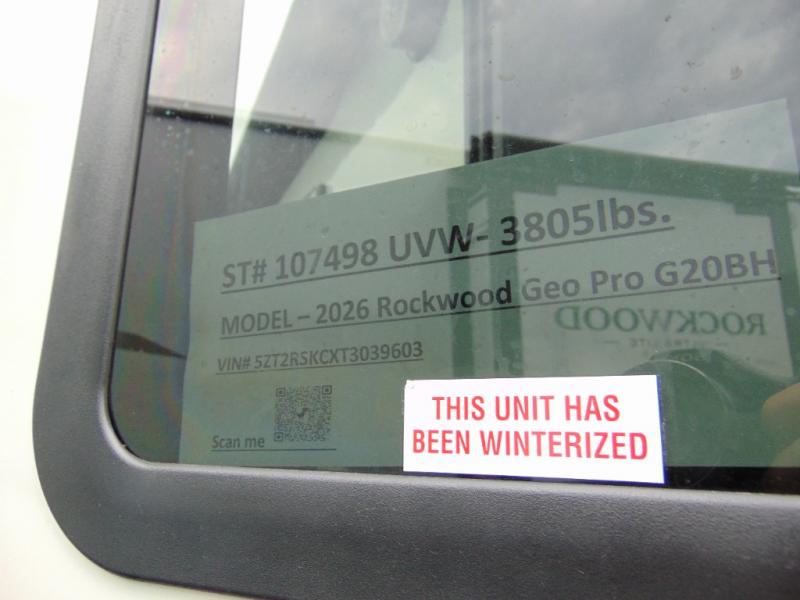 ST# 107498 UVW- 3805lbs.
MODEL – 2026 Rockwood Geo Pro G20BH
VIN# 5ZT2RSKCXT3039603
Scan me
ROCKWOOD
THIS UNIT HAS
BEEN WINTERIZED